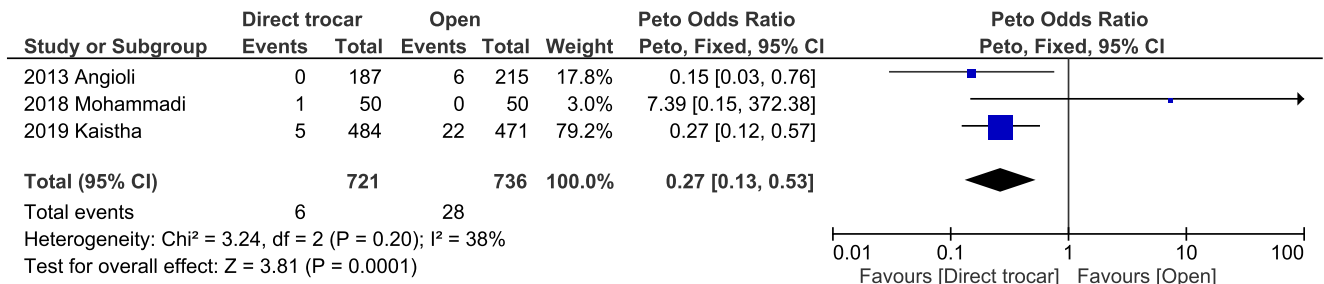 Direct trocar Open Peto Odds Ratio Peto Odds Ratio
Study or Subgroup Events Total Events Total Weight Peto, Fixed, 95% CI Peto, Fixed, 95% CI
2013 Angioli 0 187 6 215 17.8% 0.15 [0.03, 0.76]
2018 Mohammadi 1 50 0 50 3.0% 7.39 [0.15, 372.38]
2019 Kaistha 5 484 22 471 79.2% 0.27 [0.12, 0.57]
Total (95% CI) 721 736 100.0% 0.27 [0.13, 0.53]
Total events 6 28
Heterogeneity: Chi² = 3.24, df = 2 (P = 0.20); I² = 38%
Test for overall effect: Z = 3.81 (P = 0.0001)
0.01 0.1 1 10 100
Favours [Direct trocar] Favours [Open]